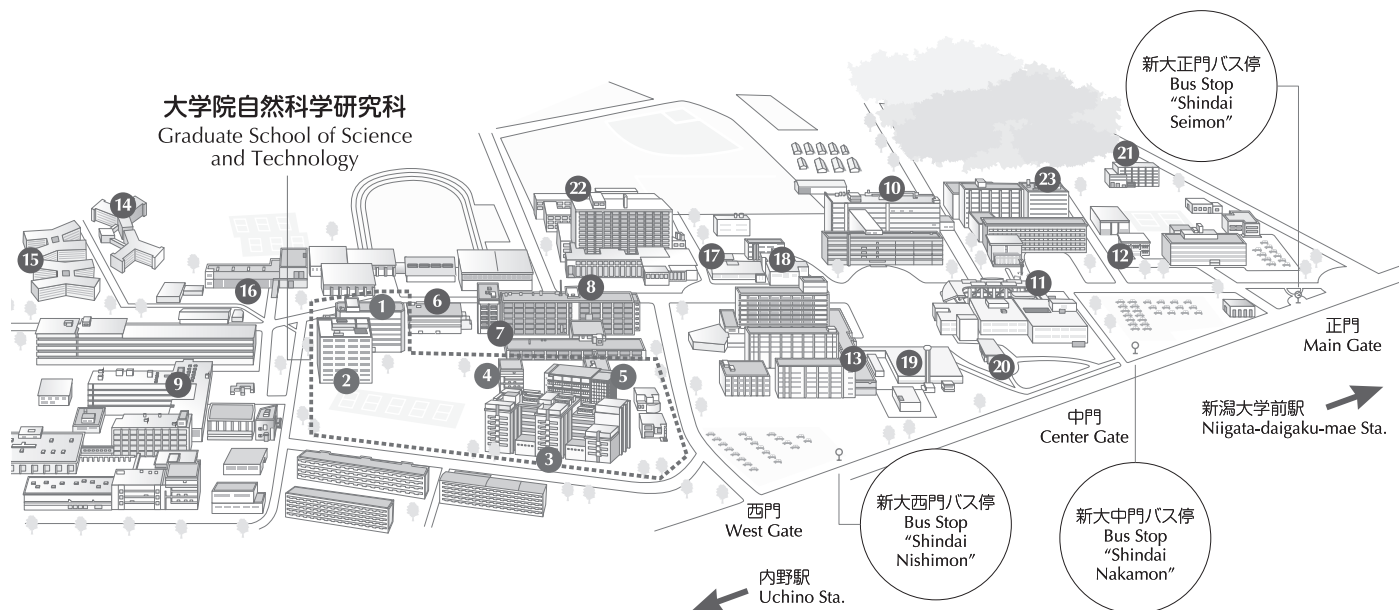 大学院自然科学研究科
Graduate School of Science
and Technology
新大正門バス停
Bus Stop
“Shindai
Seimon”
21
22
10
23
14
15
17
18
12
16
1
6
8
11
7
正門
Main Gate
2
9
4
5
13
19
20
新潟大学前駅
Niigata-daigaku-mae Sta.
中門
Center Gate
3
西門
West Gate
新大西門バス停
Bus Stop
“Shindai
Nishimon”
新大中門バス停
Bus Stop
“Shindai
Nakamon”
内野駅
Uchino Sta.